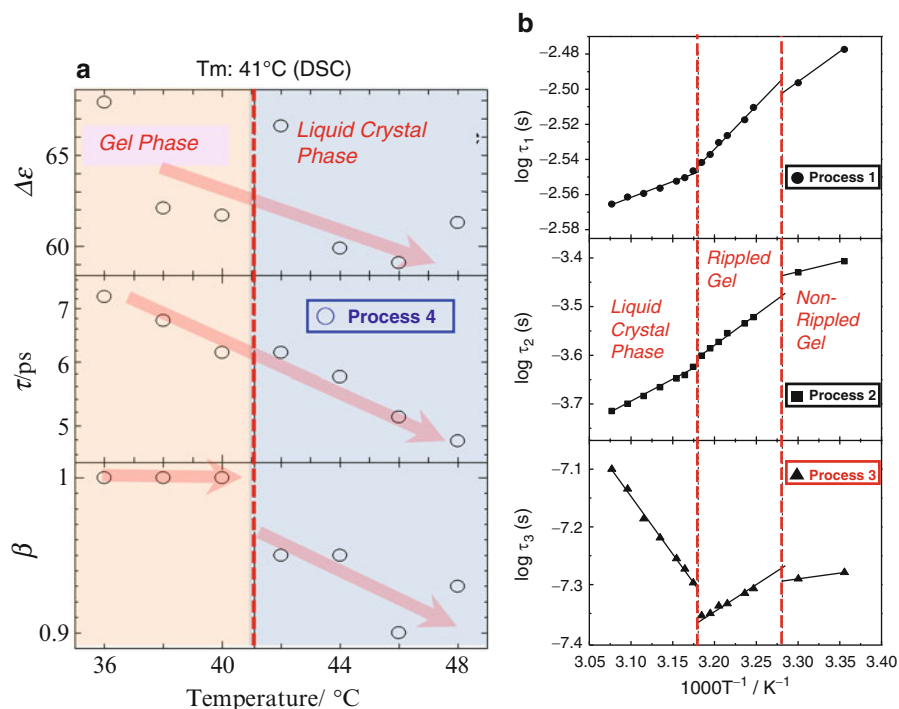 a
Tm: 41°C (DSC)
Gel Phase
Liquid Crystal
Phase
Δε
65
60
Process 4
τ/ps
7
6
5
β
1
0.9
36
40
44
48
Temperature/ °C
b
log τ1 (s)
−2.48
−2.50
−2.52
−2.54
−2.56
−2.58
Process 1
log τ2 (s)
−3.4
−3.5
−3.6
−3.7
Liquid
Crystal
Phase
Rippled
Gel
Non-
Rippled
Gel
Process 2
log τ3 (s)
−7.1
−7.2
−7.3
−7.4
Process 3
3.05
3.10
3.20
3.30
3.35
3.40
1000T−1 / K−1